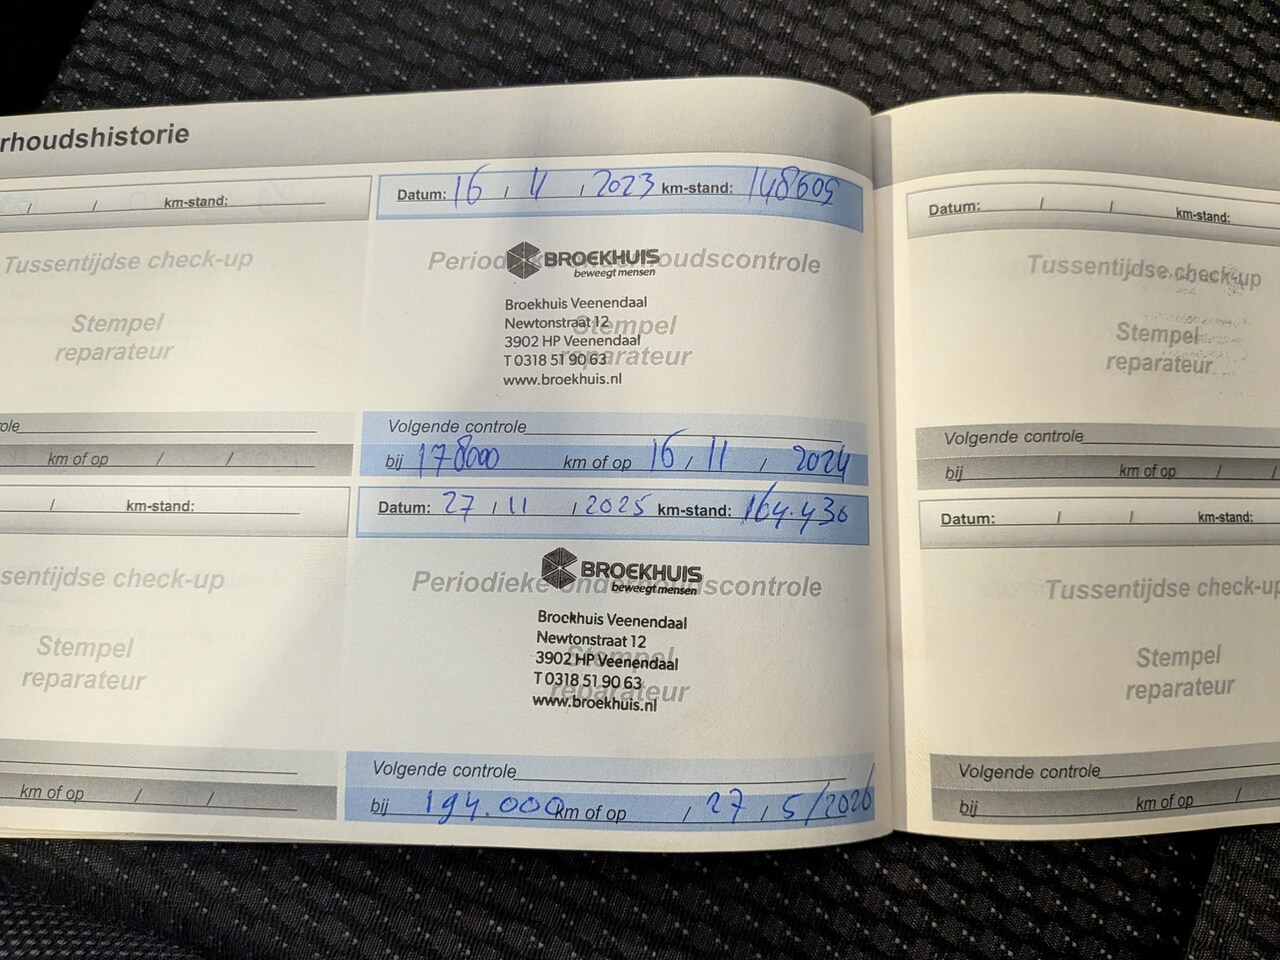 rhoudshistorie
/ / km-stand:
Tussentijdse check-up
Stempel
reparateur
ole
km of op / /
/ km-stand:
sentijdse check-up
Stempel
reparateur
km of op / /
Datum: 16 / 11 / 2023 km-stand: 148609
Periodieke onderhoudscontrole
BROEKHUIS
beweegt mensen
Broekhuis Veenendaal
Newtonstraat 12
3902 HP Veenendaal
T 0318 51 90 63
www.broekhuis.nl
Stempel
reparateur
Volgende controle
bij 178000 km of op 16 / 11 / 2024
Datum: 27 / 11 / 2025 km-stand: 164.436
Periodieke onderhoudscontrole
BROEKHUIS
beweegt mensen
Broekhuis Veenendaal
Newtonstraat 12
3902 HP Veenendaal
T 0318 51 90 63
www.broekhuis.nl
Stempel
reparateur
Volgende controle
bij 194.000 km of op / 27 / 5/2026
Datum: / / km-stand:
Tussentijdse check-up
Stempel
reparateur
Volgende controle
bij km of op / /
Datum: / / km-stand:
Tussentijdse check-up
Stempel
reparateur
Volgende controle
bij km of op /